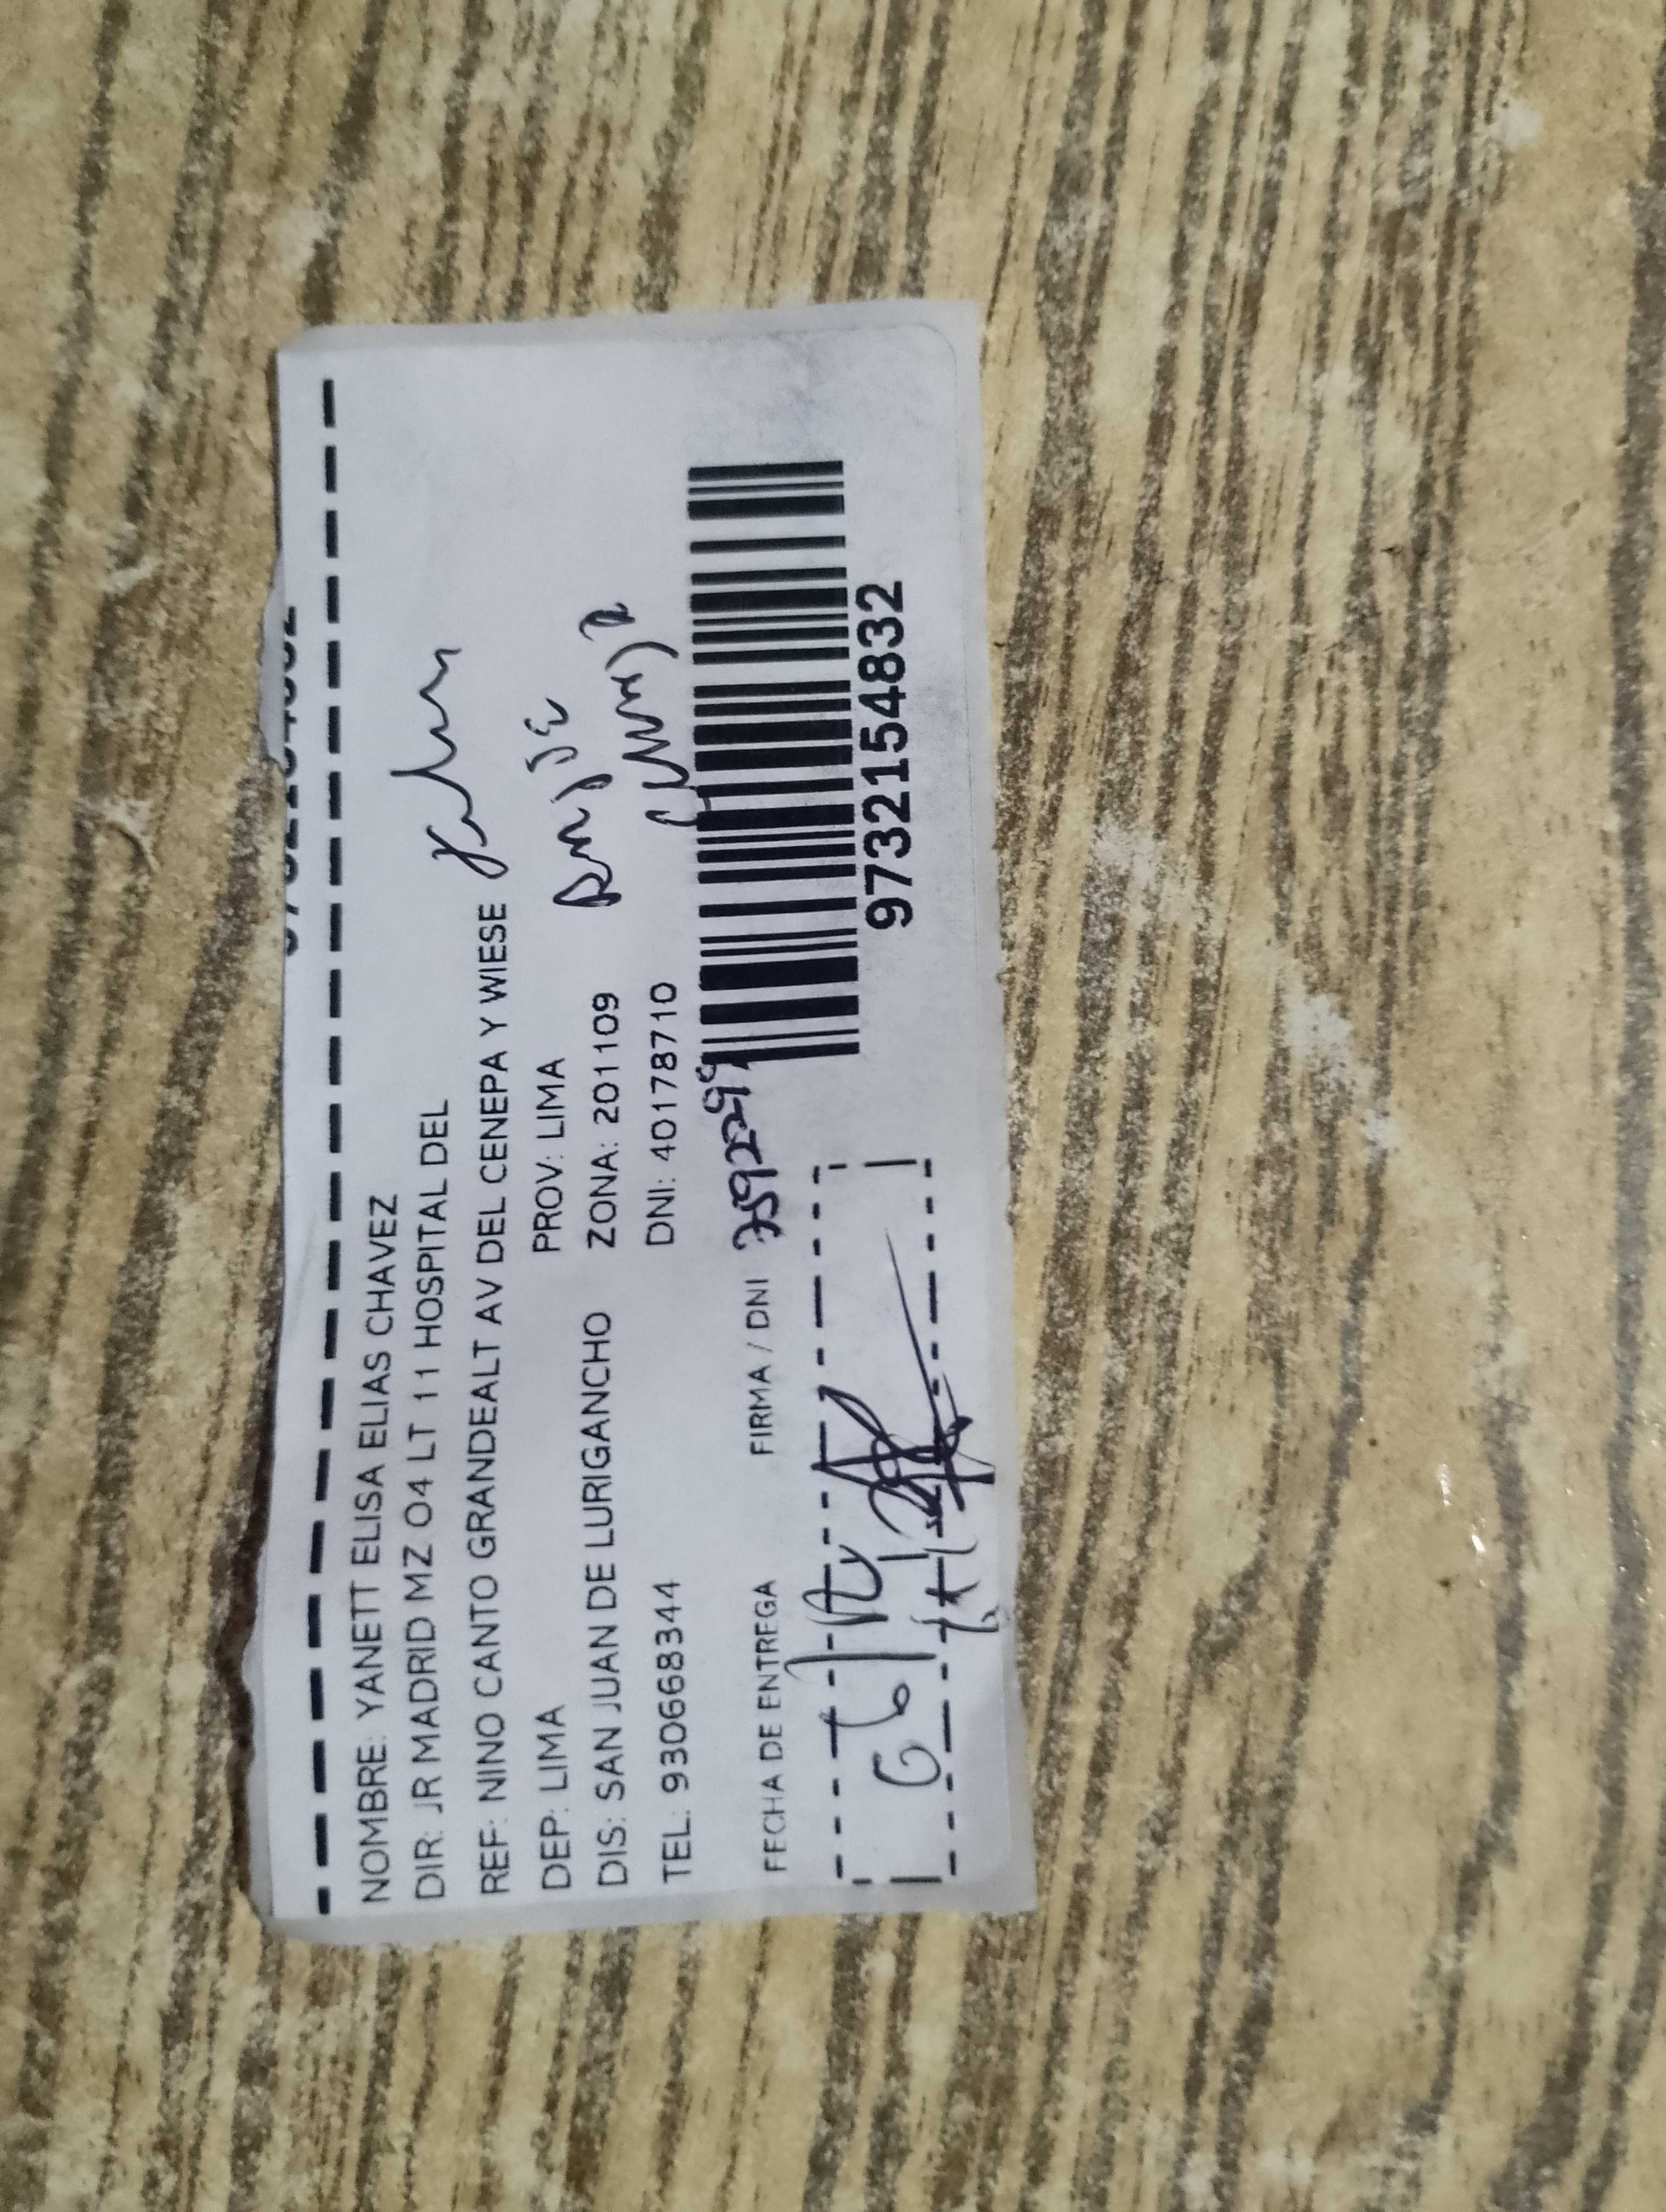 NOMBRE: YANETT ELISA ELIAS CHAVEZ
DIR: JR MADRID MZ O4 LT 11 HOSPITAL DEL
REF: NINO CANTO GRANDEALT AV DEL CENEPA Y WIESE
DEP: LIMA PROV: LIMA
DIS: SAN JUAN DE LURIGANCHO ZONA: 201109
TEL: 930668344 DNI: 40178710
FECHA DE ENTREGA FIRMA / DNI
9732154832